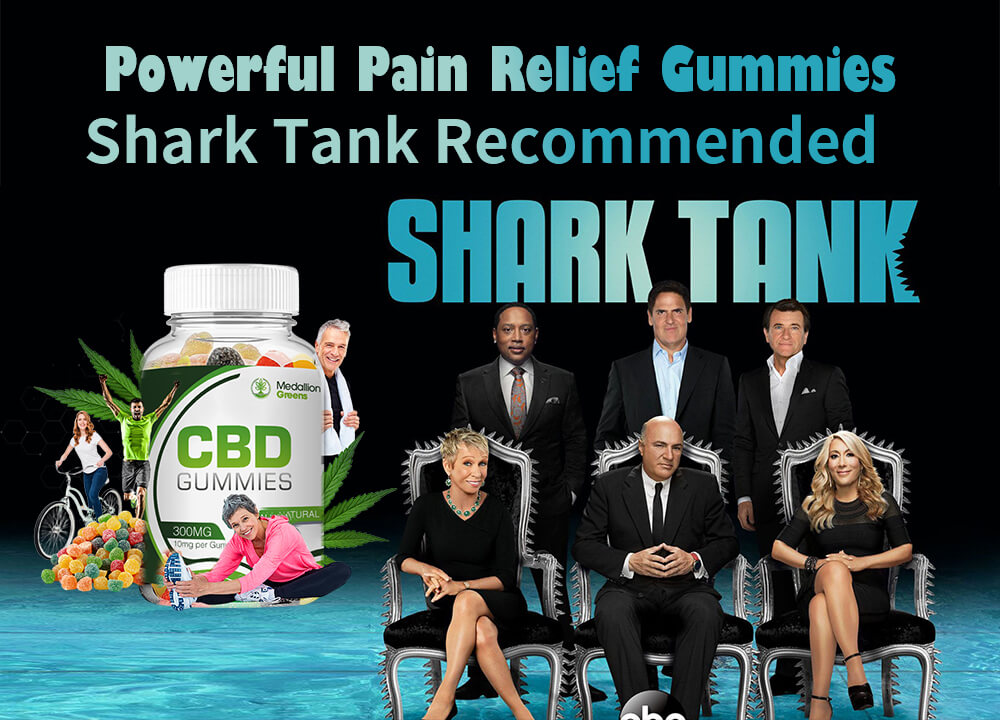 Powerful Pain Relief Gummies
Shark Tank Recommended
SHARK TANK
Medallion
Greens
CBD
GUMMIES
NATURAL
300MG
10mg per Gum
abc